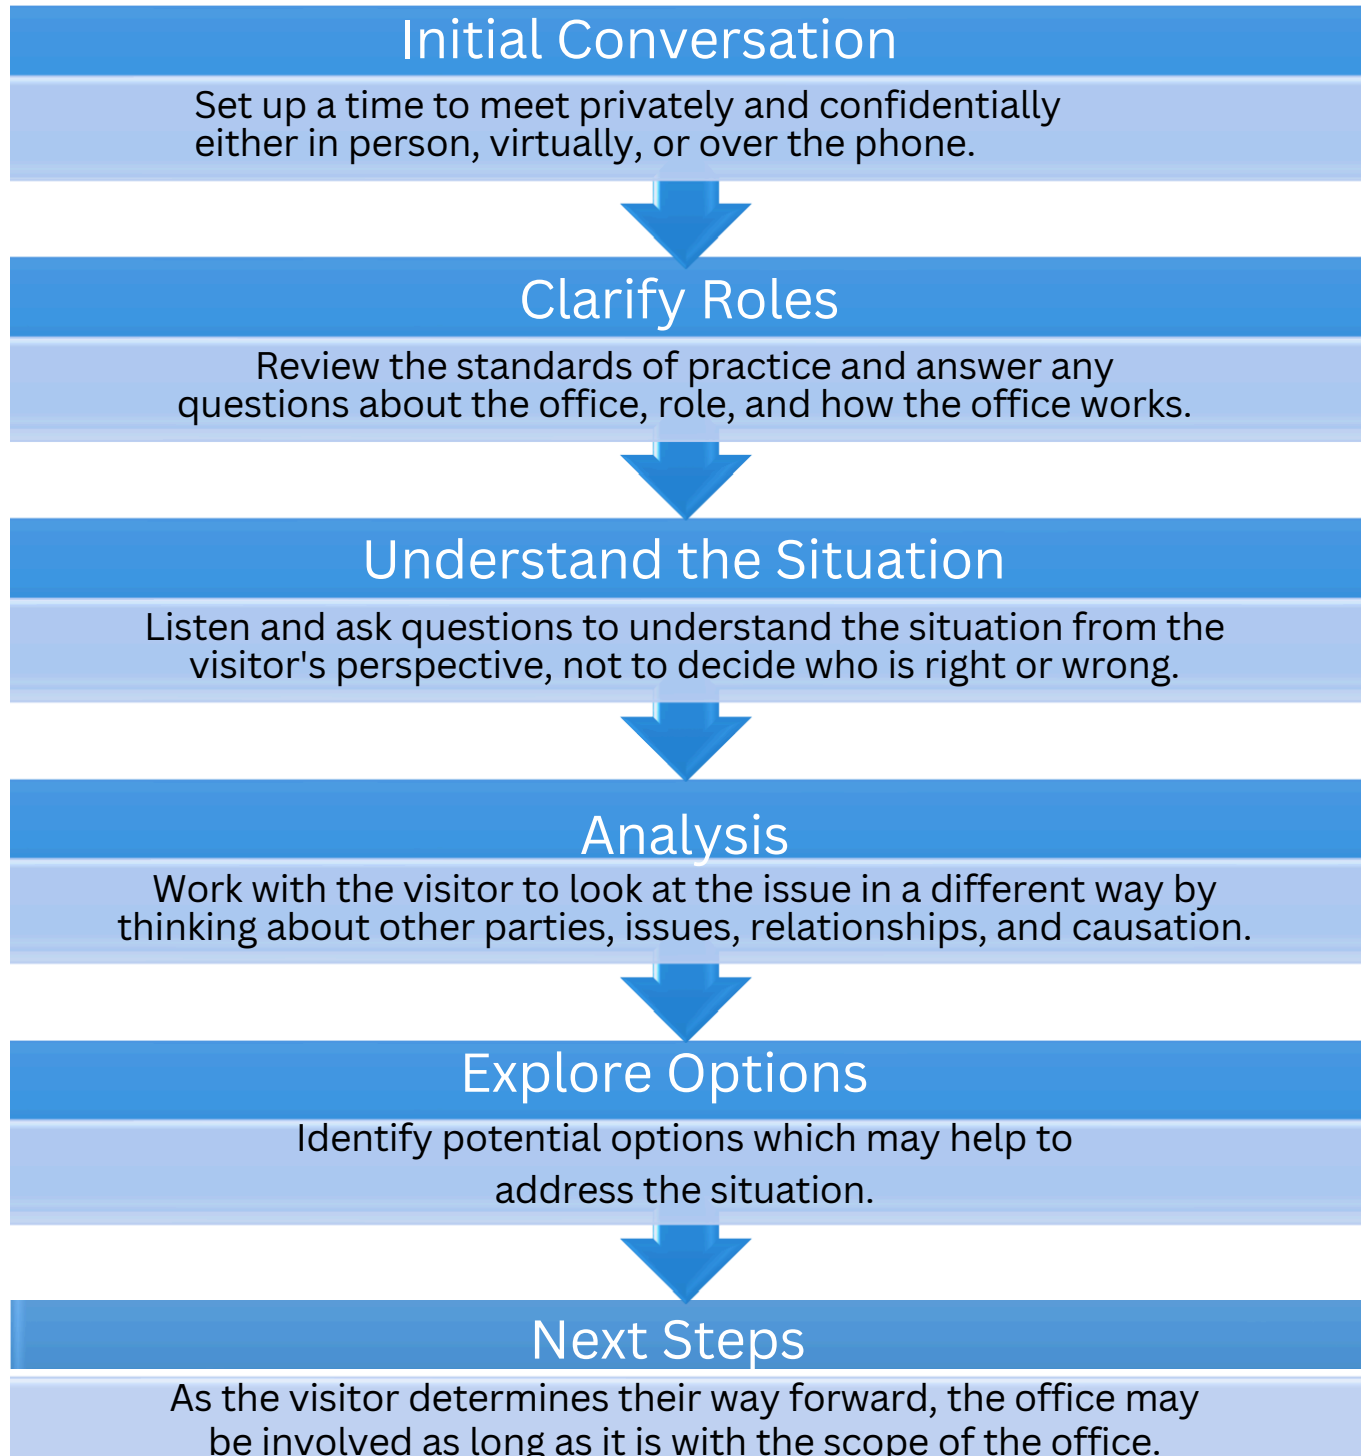 Initial Conversation
Set up a time to meet privately and confidentially
either in person, virtually, or over the phone.
Clarify Roles
Review the standards of practice and answer any
questions about the office, role, and how the office works.
Understand the Situation
Listen and ask questions to understand the situation from the
visitor's perspective, not to decide who is right or wrong.
Analysis
Work with the visitor to look at the issue in a different way by
thinking about other parties, issues, relationships, and causation.
Explore Options
Identify potential options which may help to
address the situation.
Next Steps
As the visitor determines their way forward, the office may
be involved as long as it is with the scope of the office.